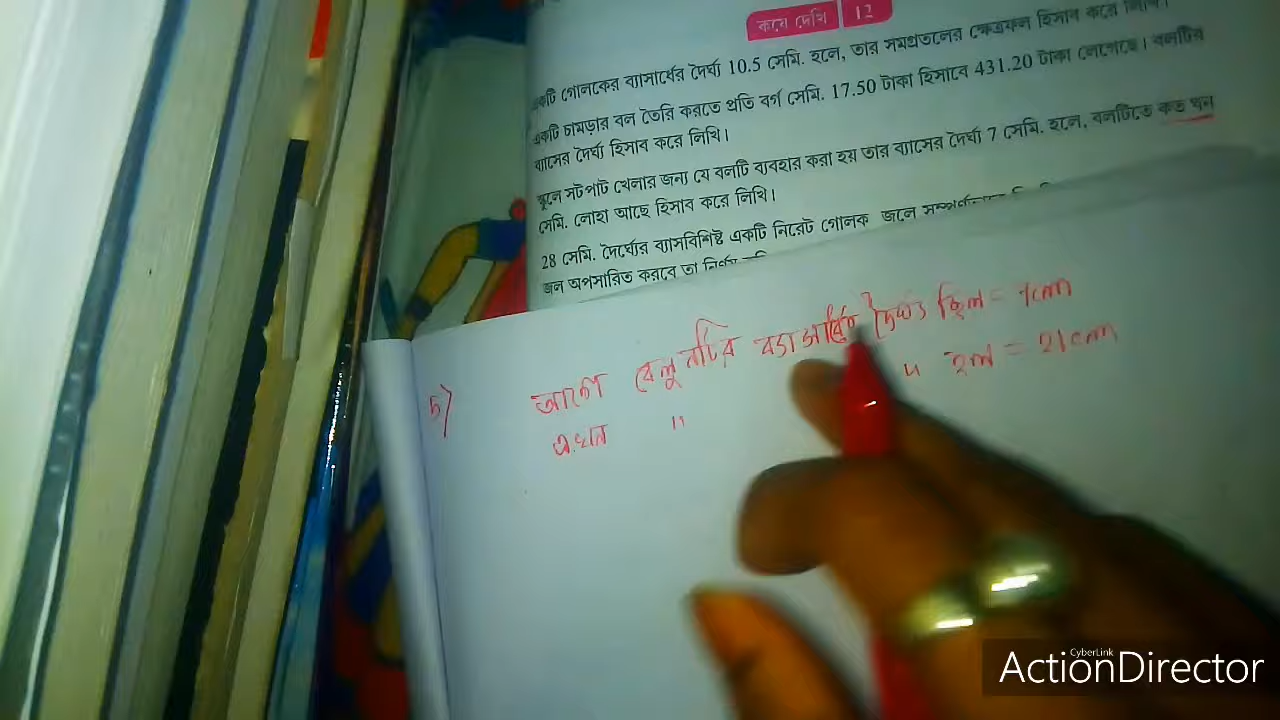 কষে দেখি 12
একটি গোলকের ব্যাসার্ধের দৈর্ঘ্য 10.5 সেমি. হলে, তার সমগ্রতলের ক্ষেত্রফল হিসাব করে লিখি।
একটি চামড়ার বল তৈরি করতে প্রতি বর্গ সেমি. 17.50 টাকা হিসাবে 431.20 টাকা লেগেছে। বলটির
ব্যাসের দৈর্ঘ্য হিসাব করে লিখি।
স্কুলে সটপাট খেলার জন্য যে বলটি ব্যবহার করা হয় তার ব্যাসের দৈর্ঘ্য 7 সেমি. হলে, বলটিতে কত ঘন
সেমি. লোহা আছে হিসাব করে লিখি।
28 সেমি. দৈর্ঘ্যের ব্যাসবিশিষ্ট একটি নিরেট গোলক জলে
জল অপসারিত করবে তা
5) আগে বেলুনটির ব্যাসার্ধের দৈর্ঘ্য ছিল = 7cm
এখন " " হল = 21cm
CyberLink
ActionDirector